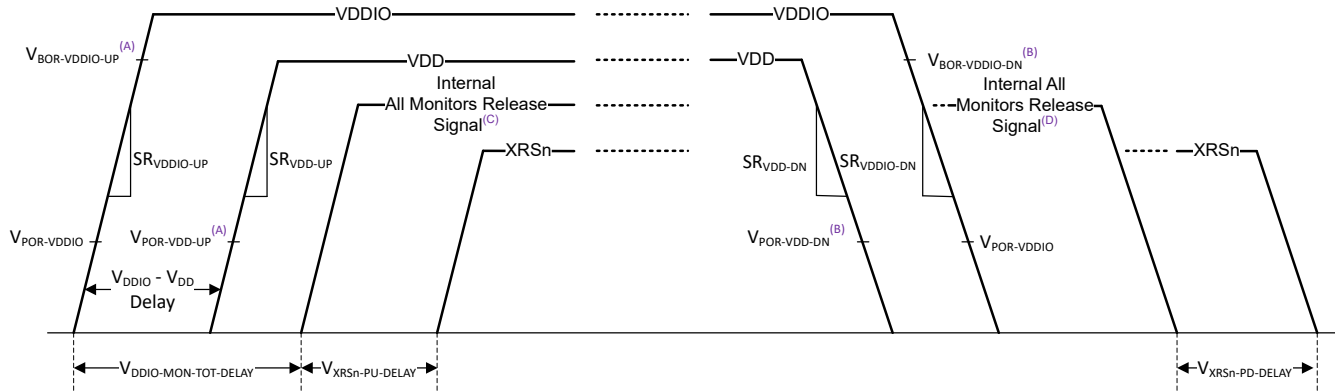 VDDIO
VDDIO
V_BOR-VDDIO-UP (A)
V_BOR-VDDIO-DN (B)
VDD
VDD
Internal
All Monitors Release
Signal(C)
Internal All
Monitors Release
Signal(D)
SR_VDDIO-UP
SR_VDD-UP
XRSn
SR_VDD-DN
SR_VDDIO-DN
XRSn
V_POR-VDDIO
V_POR-VDD-UP (A)
V_POR-VDD-DN (B)
V_POR-VDDIO
V_DDIO - V_DD
Delay
V_DDIO-MON-TOT-DELAY
V_XRSn-PU-DELAY
V_XRSn-PD-DELAY